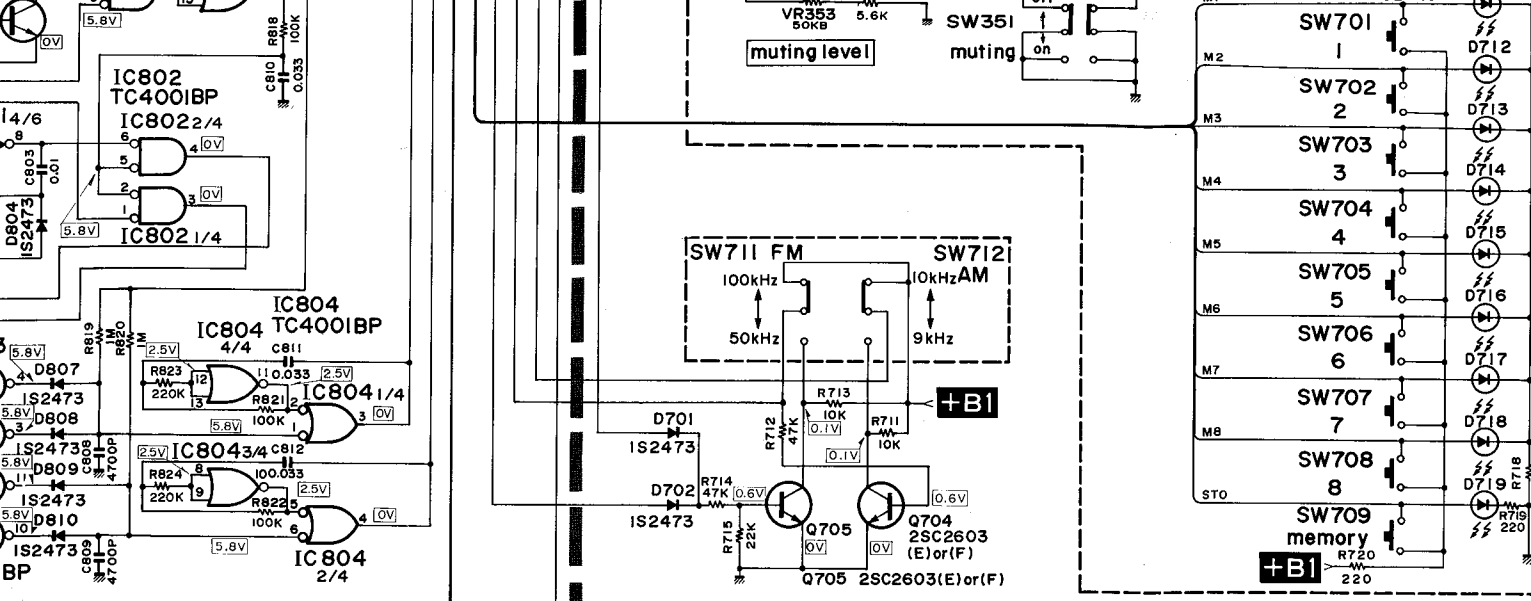 5.8V
0V
R818
100K
C810
0.033
IC802
TC4001BP
IC802 2/4
4/6
8
6
5
4
0V
C803
0.01
2
1
3
0V
D804
1S2473
5.8V
IC802 1/4
R819
1M
R820
1M
IC804
TC4001BP
IC804
4/4
C811
0.033
2.5V
5.8V
4
D807
1S2473
R823
220K
12
13
11
2.5V
R821
100K
IC804 1/4
2
1
3
0V
5.8V
5.8V
3
D808
1S2473
C808
4700P
IC804 3/4
C812
0.033
2.5V
5.8V
11
D809
1S2473
R824
220K
8
9
10
2.5V
R822
100K
5
6
4
0V
5.8V
10
D810
1S2473
C809
4700P
5.8V
IC804
2/4
BP
VR353
50KB
5.6K
muting level
SW351
muting
off
on
SW711 FM
SW712
AM
100kHz
50kHz
10kHz
9kHz
R713
10K
+B1
R712
47K
0.1V
R711
10K
0.1V
D701
1S2473
D702
1S2473
R714
47K
0.6V
0.6V
R715
22K
Q705
0V
0V
Q704
2SC2603
(E)or(F)
Q705 2SC2603(E)or(F)
SW701
1
D712
M2
SW702
2
D713
M3
SW703
3
D714
M4
SW704
4
D715
M5
SW705
5
D716
M6
SW706
6
D717
M7
SW707
7
D718
M8
SW708
8
D719
R718
STO
SW709
memory
R719
220
+B1
R720
220